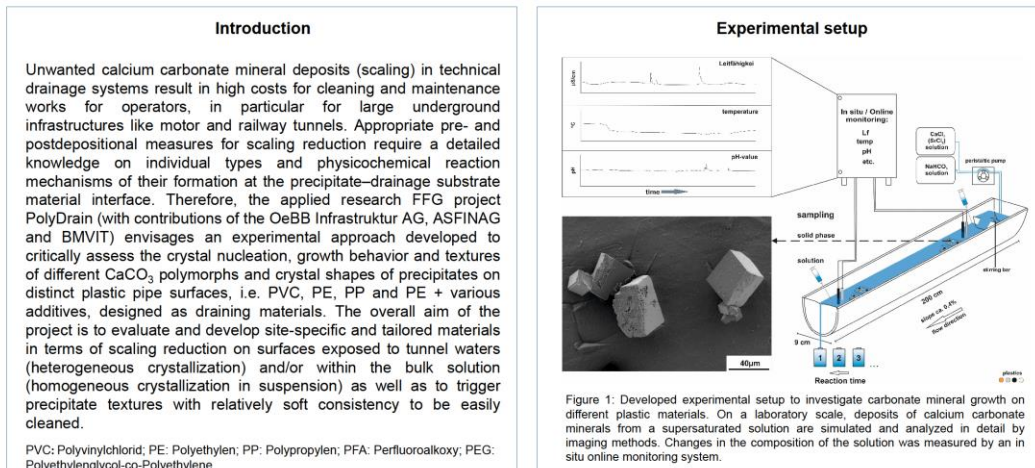 Introduction
Unwanted calcium carbonate mineral deposits (scaling) in technical
drainage systems result in high costs for cleaning and maintenance
works for operators, in particular for large underground
infrastructures like motor and railway tunnels. Appropriate pre- and
postdepositional measures for scaling reduction require a detailed
knowledge on individual types and physicochemical reaction
mechanisms of their formation at the precipitate–drainage substrate
material interface. Therefore, the applied research FFG project
PolyDrain (with contributions of the OeBB Infrastruktur AG, ASFINAG
and BMVIT) envisages an experimental approach developed to
critically assess the crystal nucleation, growth behavior and textures
of different CaCO₃ polymorphs and crystal shapes of precipitates on
distinct plastic pipe surfaces, i.e. PVC, PE, PP and PE + various
additives, designed as draining materials. The overall aim of the
project is to evaluate and develop site-specific and tailored materials
in terms of scaling reduction on surfaces exposed to tunnel waters
(heterogeneous crystallization) and/or within the bulk solution
(homogeneous crystallization in suspension) as well as to trigger
precipitate textures with relatively soft consistency to be easily
cleaned.
PVC: Polyvinylchlorid; PE: Polyethylen; PP: Polypropylen; PFA: Perfluoroalkoxy; PEG:
Polyethylenglycol-co-Polyethylene
Experimental setup
Leitfähigkei
temperature
°C
pH-value
pH
time
In situ / Online
monitoring:
Lf
temp
pH
etc.
CaCl₂
(SrCl₂)
solution
NaHCO₃
solution
peristaltic pump
sampling
solid phase
solution
stirring bar
200 cm
slope ca. 0.4%
flow direction
9 cm
1 2 3 ...
Reaction time
plastics
40µm
Figure 1: Developed experimental setup to investigate carbonate mineral growth on
different plastic materials. On a laboratory scale, deposits of calcium carbonate
minerals from a supersaturated solution are simulated and analyzed in detail by
imaging methods. Changes in the composition of the solution was measured by an in
situ online monitoring system.